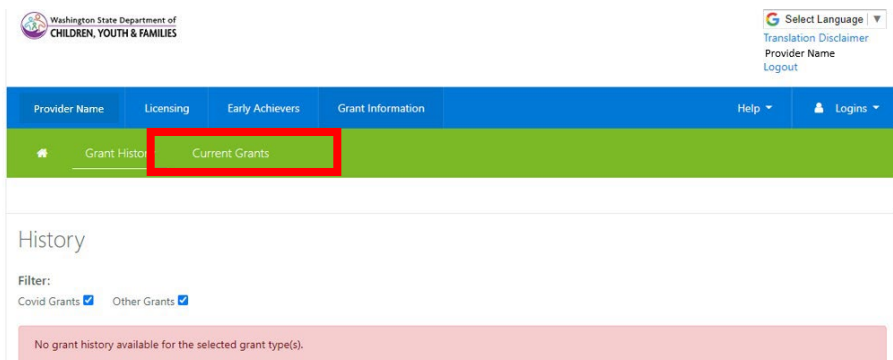 Washington State Department of
CHILDREN, YOUTH & FAMILIES
Select Language ▼
Translation Disclaimer
Provider Name
Logout
Provider Name Licensing Early Achievers Grant Information Help Logins
Grant Histor Current Grants
History
Filter:
Covid Grants Other Grants
No grant history available for the selected grant type(s).